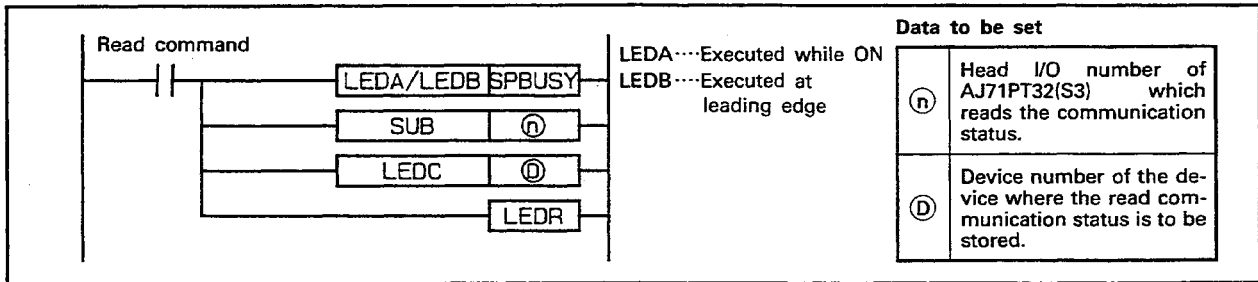 Read command
LEDA/LEDB SPBUSY
SUB ⓝ
LEDC Ⓓ
LEDR
LEDA····Executed while ON
LEDB····Executed at
leading edge
Data to be set
ⓝ Head I/O number of
AJ71PT32(S3) which
reads the communication
status.
Ⓓ Device number of the de-
vice where the read com-
munication status is to be
stored.